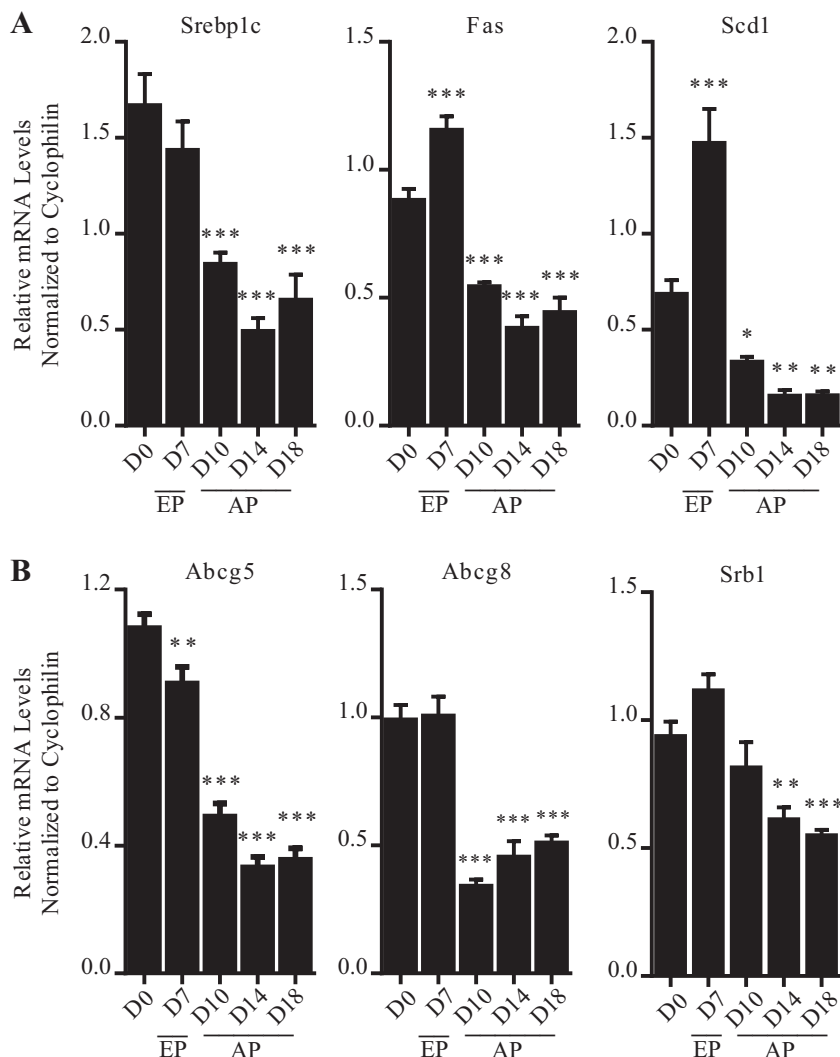 A
Srebp1c
Fas
Scd1
Relative mRNA Levels
Normalized to Cyclophilin
2.0
1.5
1.0
0.5
0.0
***
***
***
D0
D7
D10
D14
D18
EP
AP
1.5
1.0
0.5
0.0
***
***
***
***
D0
D7
D10
D14
D18
EP
AP
2.0
1.5
1.0
0.5
0.0
***
*
**
**
D0
D7
D10
D14
D18
EP
AP
B
Abcg5
Abcg8
Srb1
Relative mRNA Levels
Normalized to Cyclophilin
1.2
0.8
0.4
0.0
**
***
***
***
D0
D7
D10
D14
D18
EP
AP
1.5
1.0
0.5
0.0
***
***
***
D0
D7
D10
D14
D18
EP
AP
1.5
1.0
0.5
0.0
**
***
D0
D7
D10
D14
D18
EP
AP